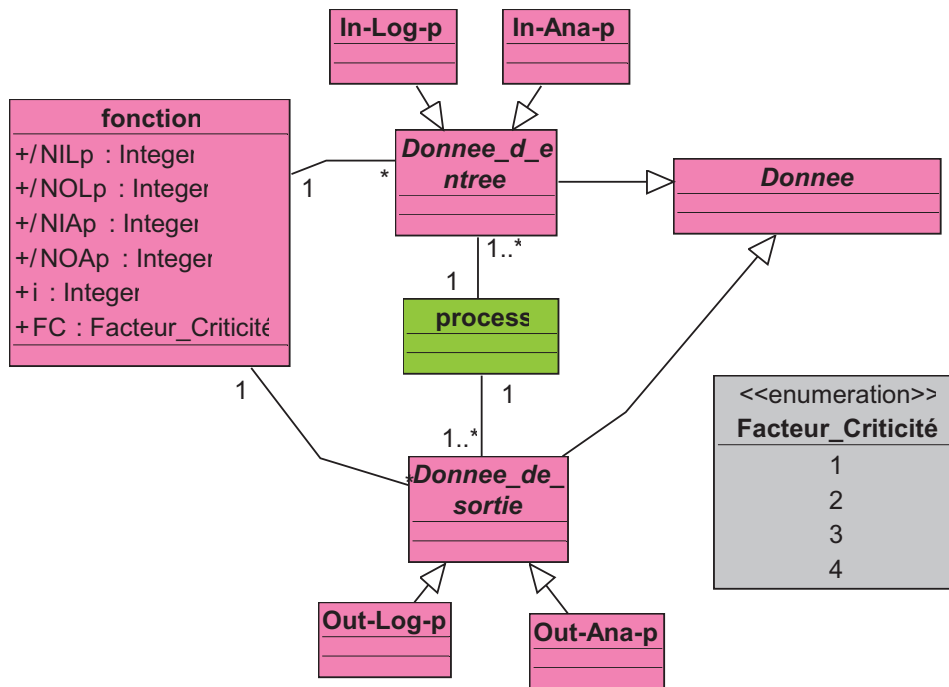 In-Log-p
In-Ana-p
fonction
+/NILp : Integer
+/NOLp : Integer
+/NIAp : Integer
+/NOAp : Integer
+i : Integer
+FC : Facteur_Criticité
1
*
Donnee_d_e
ntree
Donnee
1..*
1
process
1
1..*
1
*
Donnee_de_
sortie
<<enumeration>>
Facteur_Criticité
1
2
3
4
Out-Log-p
Out-Ana-p